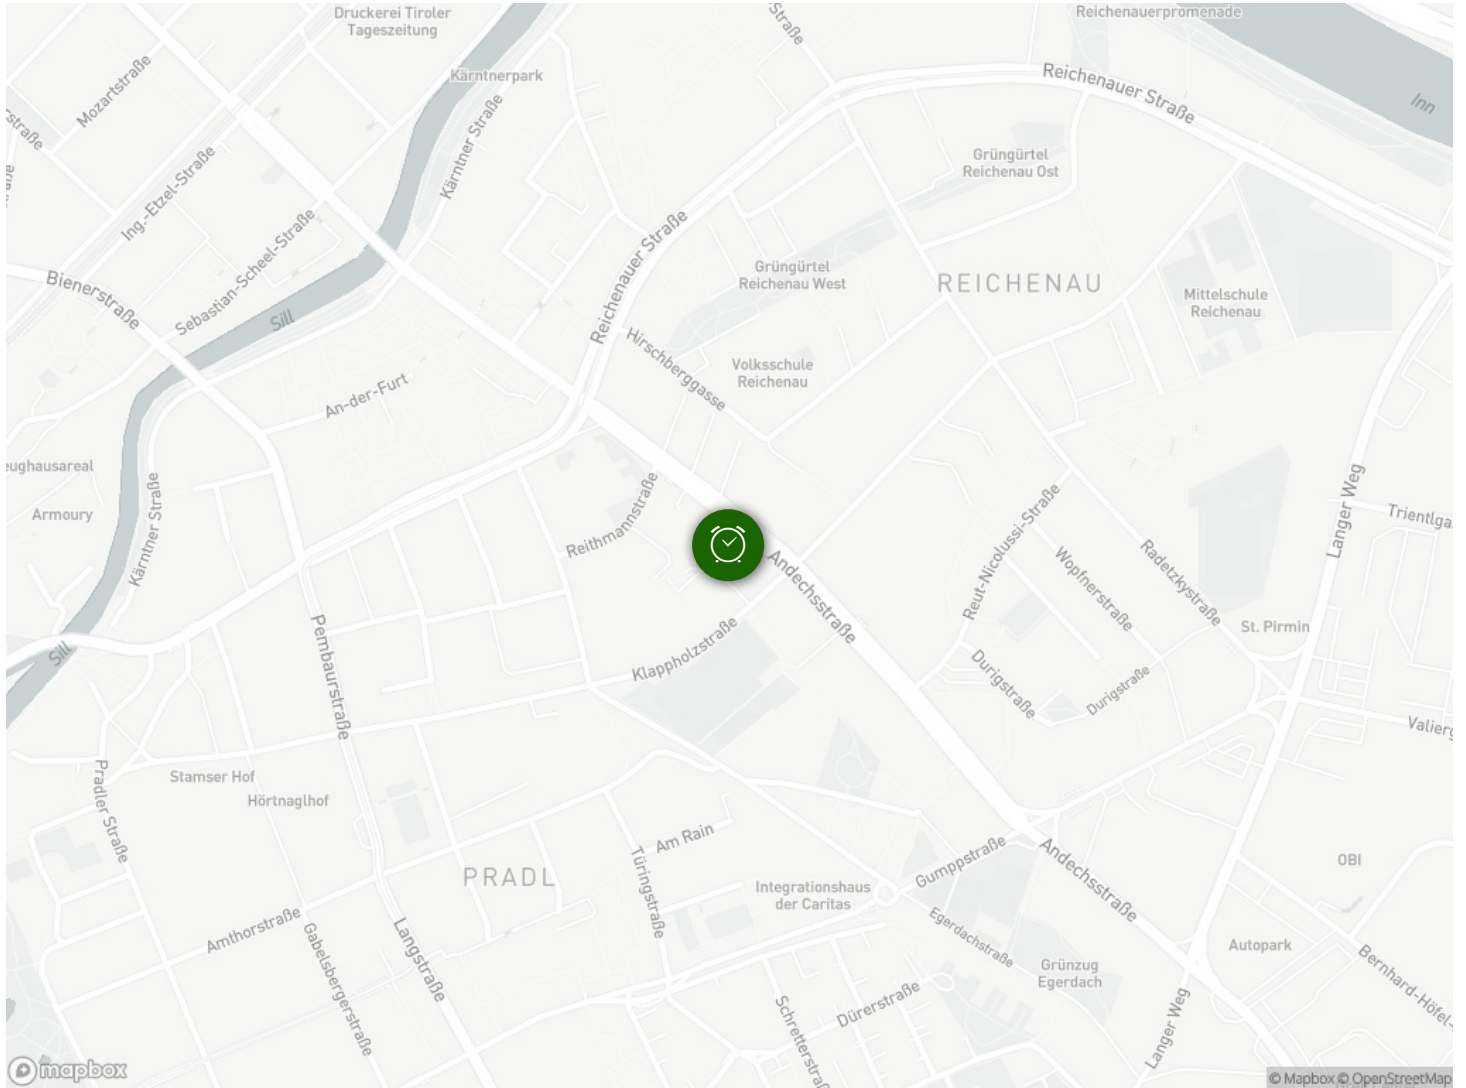 Druckerei Tiroler
Tageszeitung
Straße
Reichenauerpromenade
Mozartstraße
Kärntnerpark
Reichenauer Straße
Inn
Kärntner Straße
Ing.-Etzel-Straße
Grüngürtel
Reichenau Ost
Sebastian-Scheel-Straße
Reichenauer Straße
Grüngürtel
Reichenau West
REICHENAU
Bienerstraße
Sill
Mittelschule
Reichenau
Hirschberggasse
Volksschule
Reichenau
An-der-Furt
eughausareal
Armoury
Kärntner Straße
Reithmannstraße
Andechsstraße
Reut-Nicolussi-Straße
Wopfnerstraße
Radetzkystraße
Langer Weg
Trientlga
Sill
Pembaurstraße
Klappholzstraße
St. Pirmin
Durigstraße
Durigstraße
Valierg
Stamser Hof
Hörtnaglhof
Pradler Straße
Am Rain
Türingstraße
PRADL
Integrationshaus
der Caritas
Gumppstraße
Andechsstraße
OBI
Amthorstraße
Gabelsbergerstraße
Langstraße
Egerdachstraße
Grünzug
Egerdach
Autopark
Bernhard-Höfel-
Dürerstraße
Schretterstraß
Langer Weg
mapbox
© Mapbox © OpenStreetMap